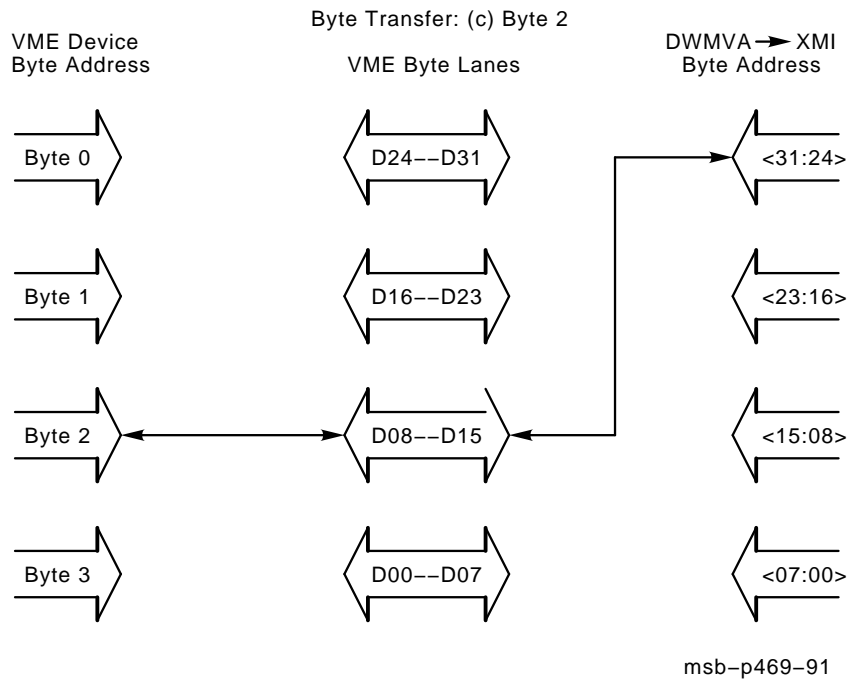 Byte Transfer: (c) Byte 2
VME Device
Byte Address
VME Byte Lanes
DWMVA → XMI
Byte Address
Byte 0
D24−−D31
<31:24>
Byte 1
D16−−D23
<23:16>
Byte 2
D08−−D15
<15:08>
Byte 3
D00−−D07
<07:00>
msb−p469−91